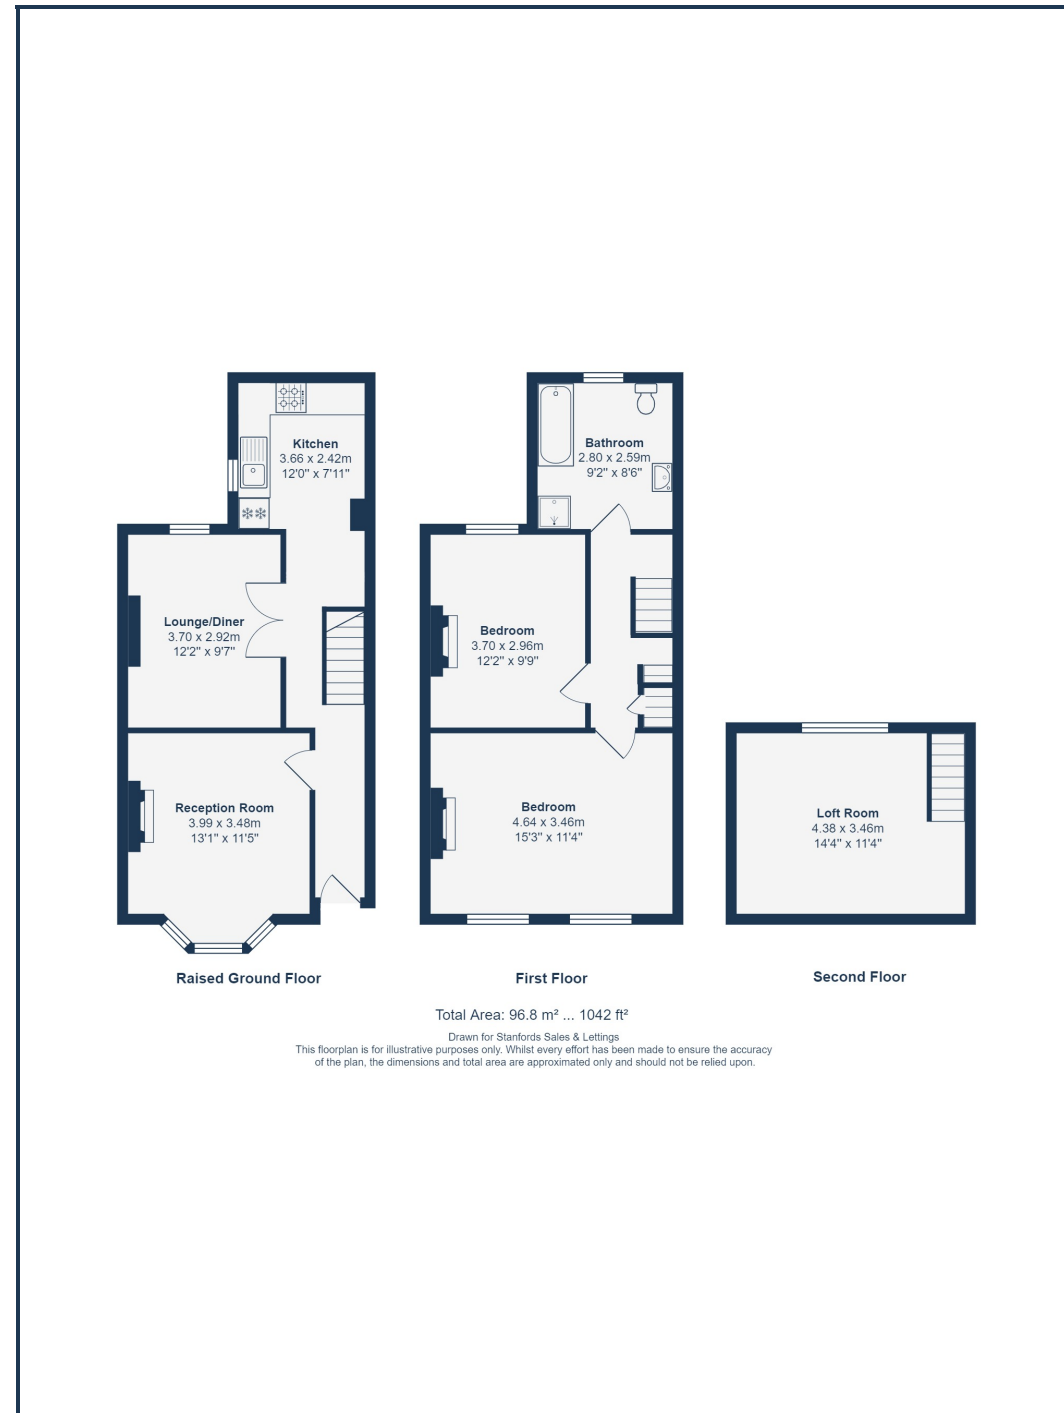 Kitchen
3.66 x 2.42m
12'0" x 7'11"
Bathroom
2.80 x 2.59m
9'2" x 8'6"
Lounge/Diner
3.70 x 2.92m
12'2" x 9'7"
Bedroom
3.70 x 2.96m
12'2" x 9'9"
Reception Room
3.99 x 3.48m
13'1" x 11'5"
Bedroom
4.64 x 3.46m
15'3" x 11'4"
Loft Room
4.38 x 3.46m
14'4" x 11'4"
Raised Ground Floor
First Floor
Second Floor
Total Area: 96.8 m² ... 1042 ft²
Drawn for Stanfords Sales & Lettings
This floorplan is for illustrative purposes only. Whilst every effort has been made to ensure the accuracy
of the plan, the dimensions and total area are approximated only and should not be relied upon.